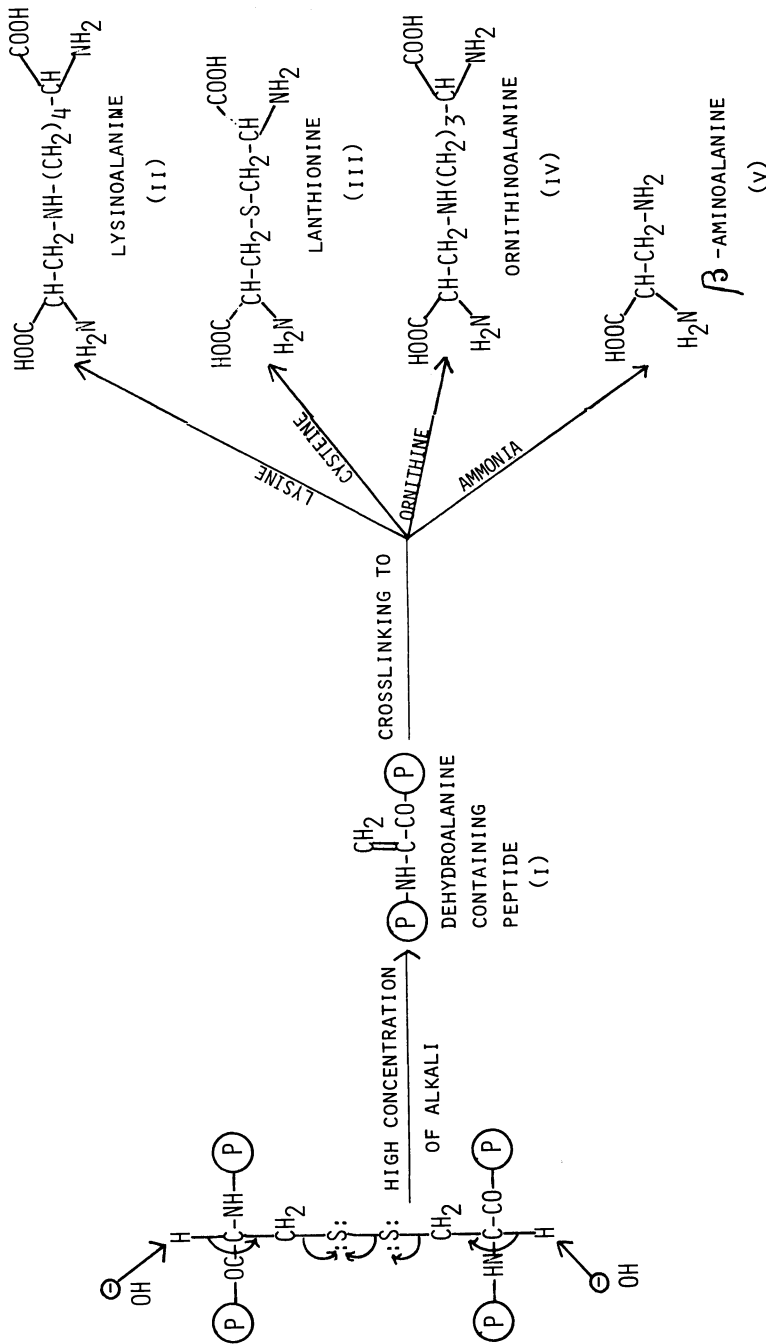 ⊖ OH
H
P -OC-C-NH- P
CH2
:S:
:S:
CH2
P -HN-C-CO- P
H
⊖ OH
HIGH CONCENTRATION
OF ALKALI
CH2
P -NH-C-CO- P
DEHYDROALANINE
CONTAINING
PEPTIDE
(I)
CROSSLINKING TO
LYSINE
CYSTEINE
ORNITHINE
AMMONIA
HOOC COOH
CH-CH2-NH-(CH2)4-CH
H2N NH2
LYSINOALANINE
(II)
HOOC COOH
CH-CH2-S-CH2-CH
H2N NH2
LANTHIONINE
(III)
HOOC COOH
CH-CH2-NH(CH2)3-CH
H2N NH2
ORNITHINOALANINE
(IV)
HOOC
CH-CH2-NH2
H2N
β-AMINOALANINE
(V)